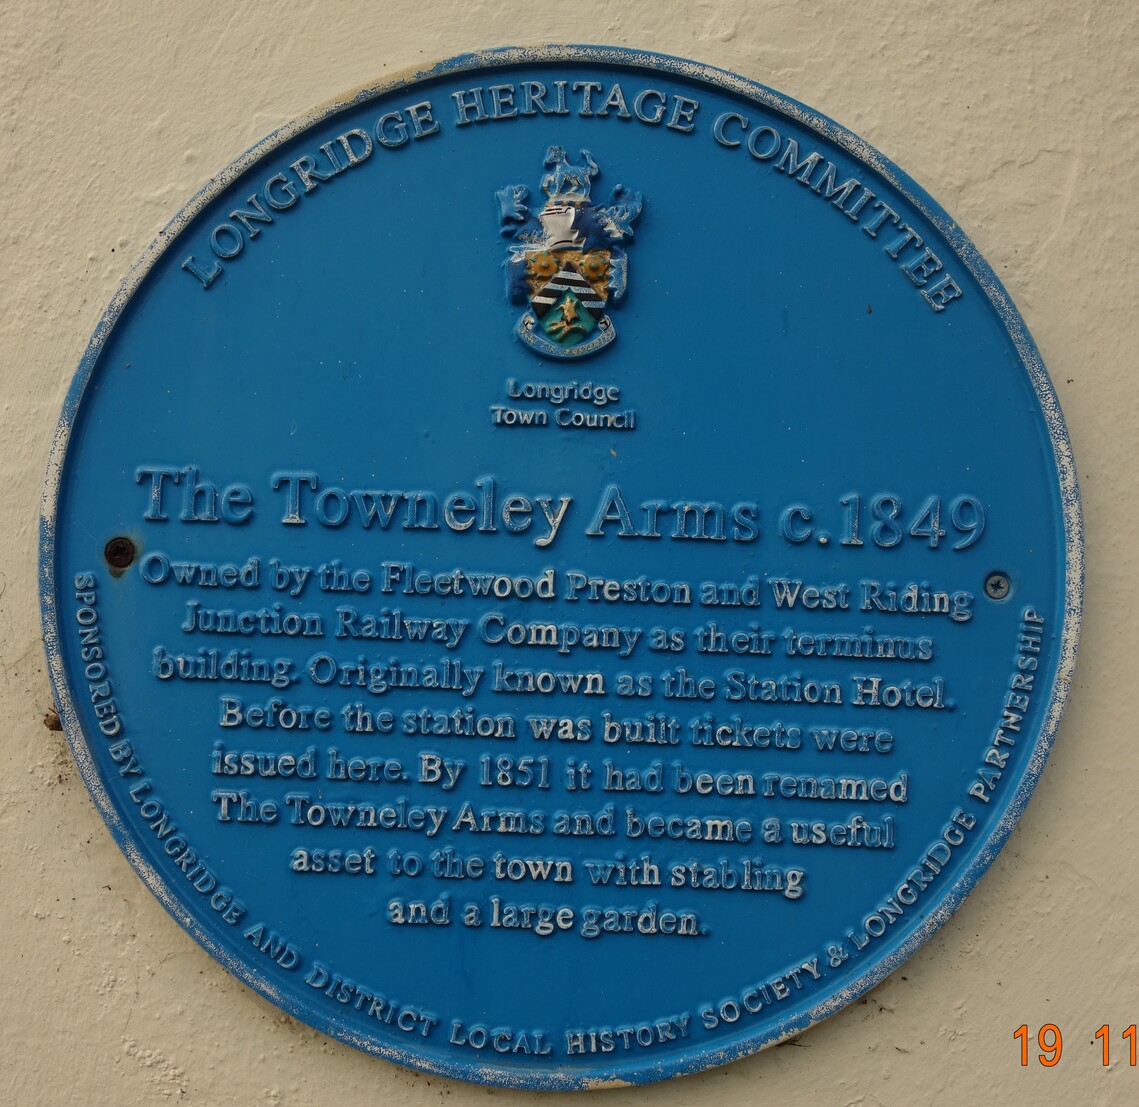 LONGRIDGE HERITAGE COMMITTEE
Longridge
Town Council
The Towneley Arms c.1849
Owned by the Fleetwood Preston and West Riding
Junction Railway Company as their terminus
building. Originally known as the Station Hotel.
Before the station was built tickets were
issued here. By 1851 it had been renamed
The Towneley Arms and became a useful
asset to the town with stabling
and a large garden.
SPONSORED BY LONGRIDGE AND DISTRICT LOCAL HISTORY SOCIETY & LONGRIDGE PARTNERSHIP
19 11